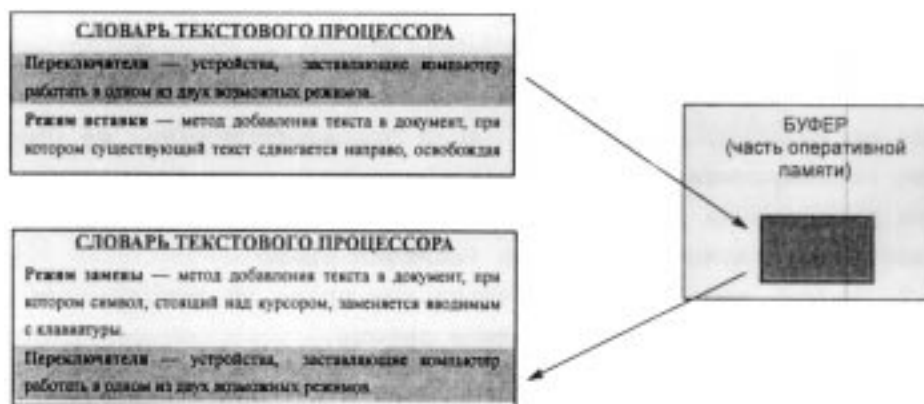 СЛОВАРЬ ТЕКСТОВОГО ПРОЦЕССОРА
Переключатели — устройства, заставляющие компьютер
работать в одном из двух возможных режимов.
Режим вставки — метод добавления текста в документ, при
котором существующий текст сдвигается направо, освобождая
БУФЕР
(часть оперативной
памяти)
СЛОВАРЬ ТЕКСТОВОГО ПРОЦЕССОРА
Режим замены — метод добавления текста в документ, при
котором символ, стоящий над курсором, заменяется вводимым
с клавиатуры.
Переключатели — устройства, заставляющие компьютер
работать в одном из двух возможных режимов